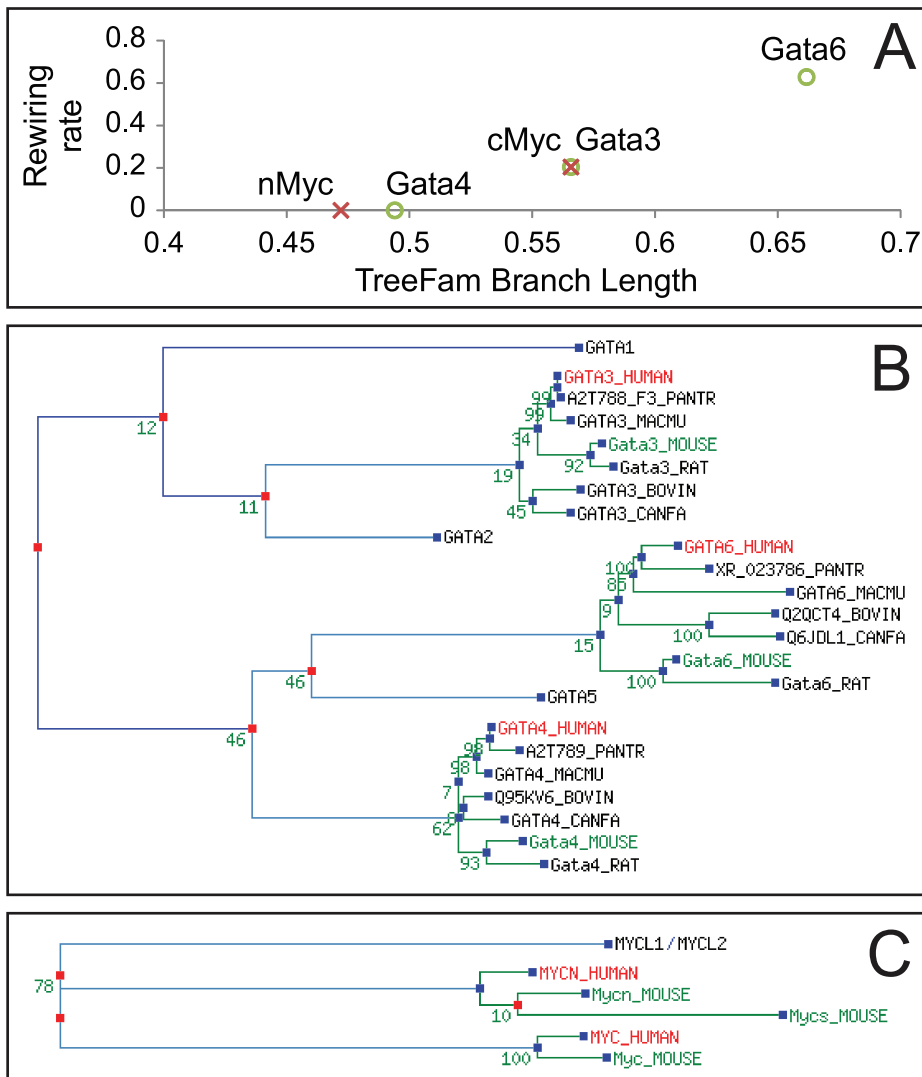 A
0.8
0.6
0.4
0.2
0
Rewiring
rate
Gata6
cMyc Gata3
nMyc Gata4
0.4 0.45 0.5 0.55 0.6 0.65 0.7
TreeFam Branch Length
B
GATA1
GATA3_HUMAN
99
A2T788_F3_PANTR
99
GATA3_MACMU
12
34
Gata3_MOUSE
92
Gata3_RAT
19
GATA3_BOVIN
11
45
GATA3_CANFA
GATA2
GATA6_HUMAN
100
XR_023786_PANTR
85
GATA6_MACMU
9
Q2QCT4_BOVIN
100
Q6JDL1_CANFA
15
Gata6_MOUSE
46
100
Gata6_RAT
GATA5
GATA4_HUMAN
46
98
A2T789_PANTR
98
GATA4_MACMU
7
Q95KV6_BOVIN
62
GATA4_CANFA
Gata4_MOUSE
93
Gata4_RAT
C
MYCL1/MYCL2
78
MYCN_HUMAN
Mycn_MOUSE
10
Mycs_MOUSE
MYC_HUMAN
100
Myc_MOUSE